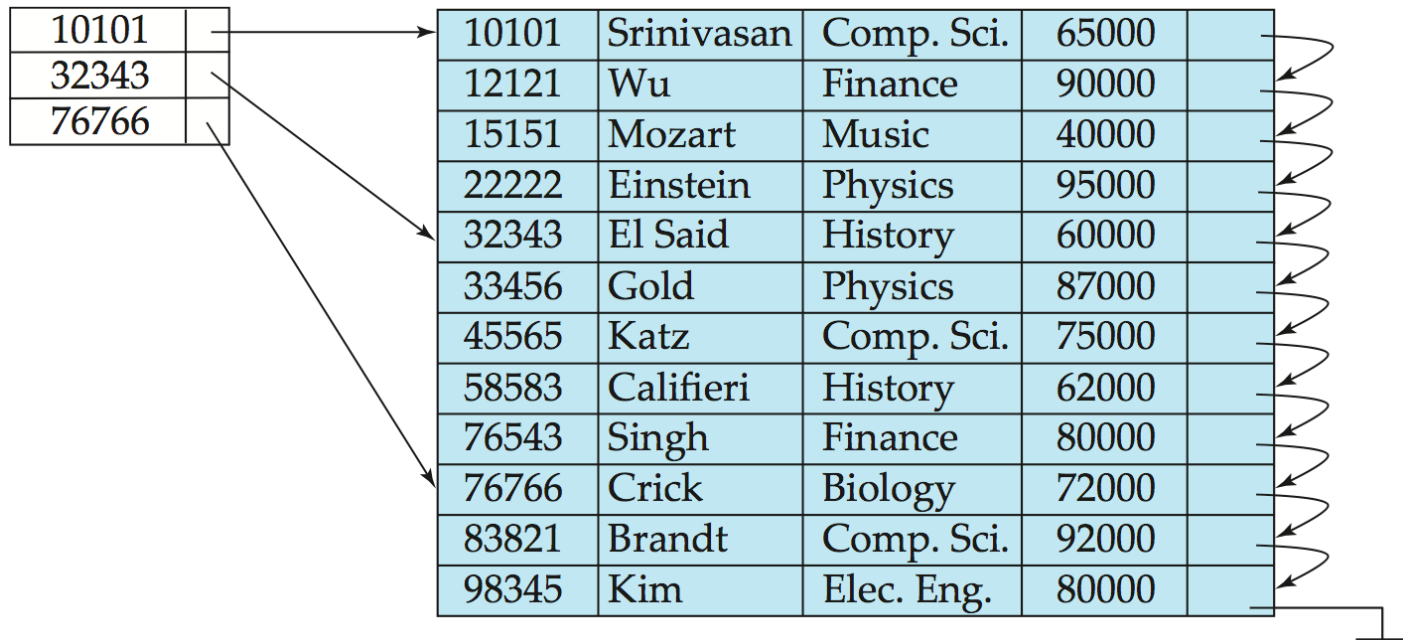 10101
32343
76766
10101 Srinivasan Comp. Sci. 65000
12121 Wu Finance 90000
15151 Mozart Music 40000
22222 Einstein Physics 95000
32343 El Said History 60000
33456 Gold Physics 87000
45565 Katz Comp. Sci. 75000
58583 Califieri History 62000
76543 Singh Finance 80000
76766 Crick Biology 72000
83821 Brandt Comp. Sci. 92000
98345 Kim Elec. Eng. 80000